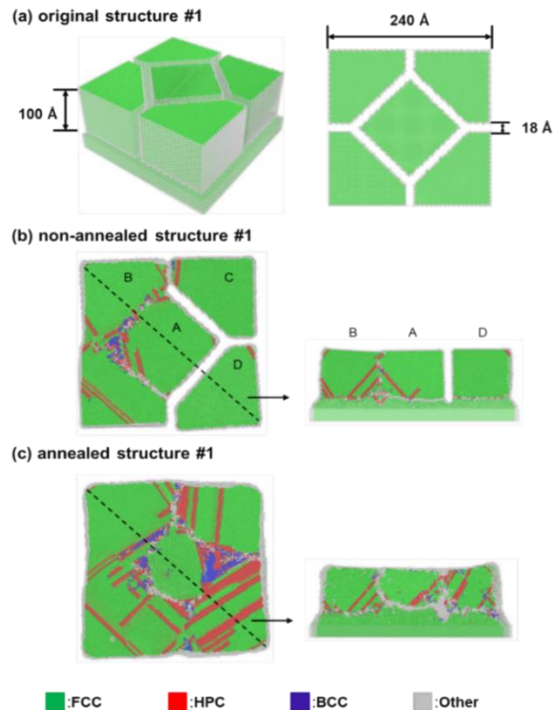 (a) original structure #1
240 Å
100 Å
18 Å
(b) non-annealed structure #1
B
C
A
D
B A D
(c) annealed structure #1
:FCC :HPC :BCC :Other